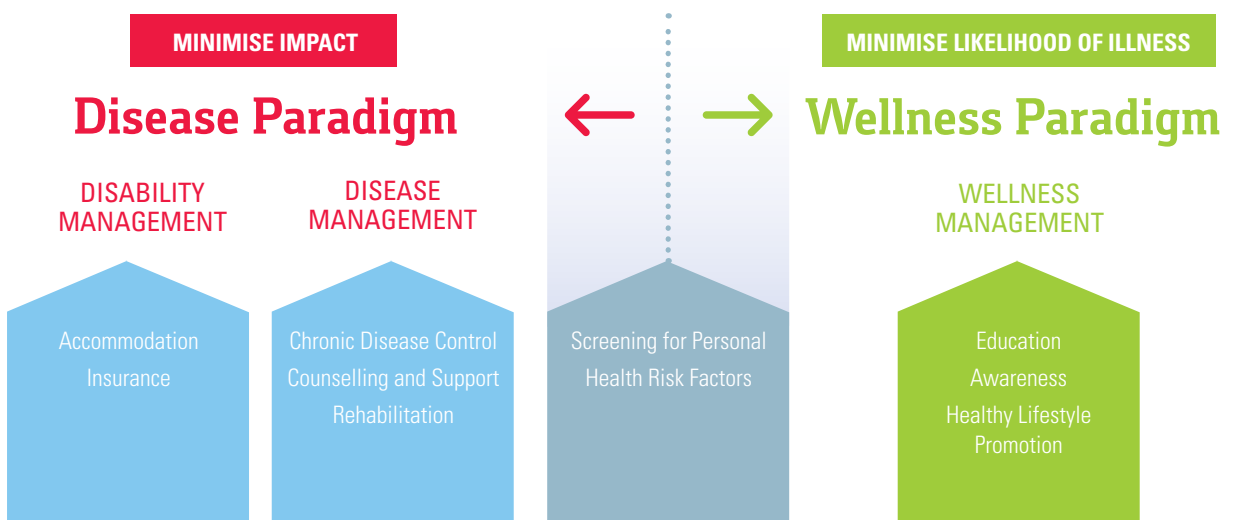 MINIMISE IMPACT
MINIMISE LIKELIHOOD OF ILLNESS
Disease Paradigm
Wellness Paradigm
DISABILITY
MANAGEMENT
DISEASE
MANAGEMENT
WELLNESS
MANAGEMENT
Accommodation
Insurance
Chronic Disease Control
Counselling and Support
Rehabilitation
Screening for Personal
Health Risk Factors
Education
Awareness
Healthy Lifestyle
Promotion